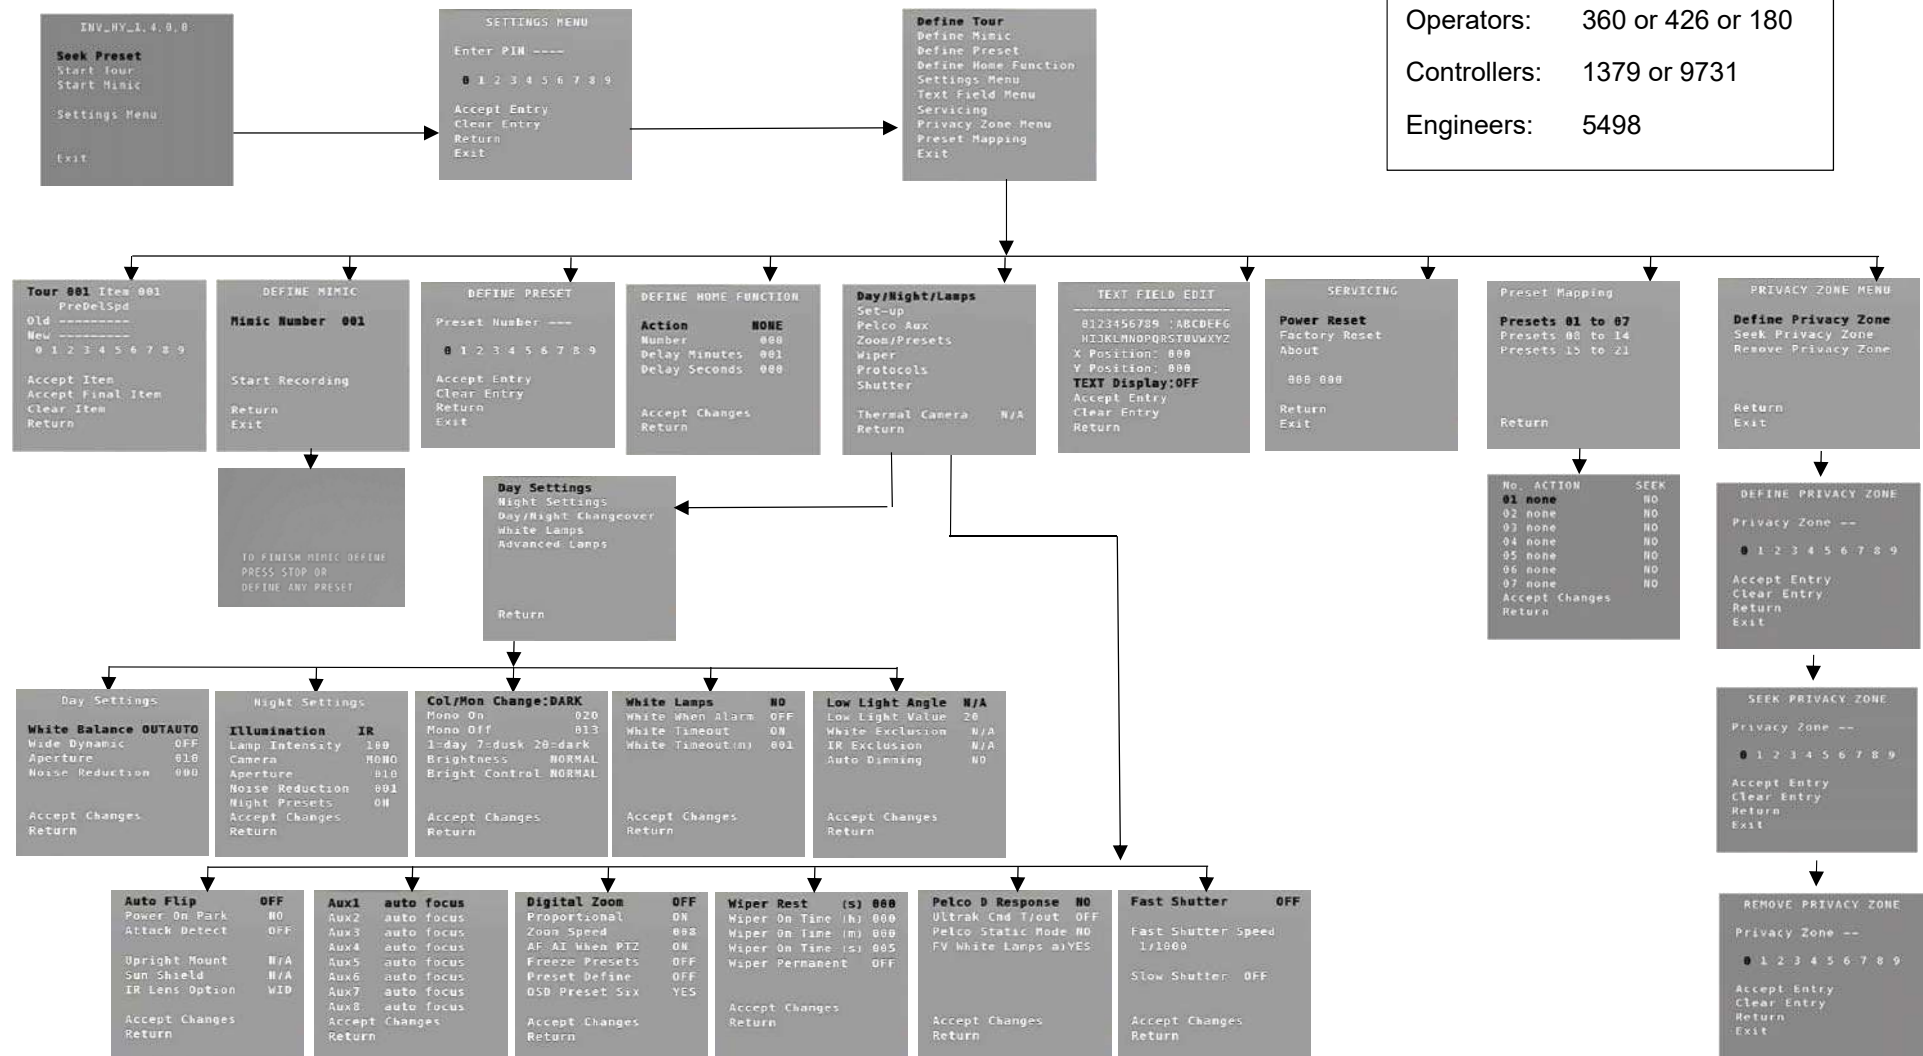 INV_HY_1.4.0.0
Seek Preset
Start Tour
Start Mimic
Settings Menu
Exit
SETTINGS MENU
Enter PIN ----
0 1 2 3 4 5 6 7 8 9
Accept Entry
Clear Entry
Return
Exit
Define Tour
Define Mimic
Define Preset
Define Home Function
Settings Menu
Text Field Menu
Servicing
Privacy Zone Menu
Preset Mapping
Exit
Operators: 360 or 426 or 180
Controllers: 1379 or 9731
Engineers: 5498
Tour 001 Item 001
PreDelSpd
Old ---------
New ---------
0 1 2 3 4 5 6 7 8 9
Accept Item
Accept Final Item
Clear Item
Return
DEFINE MIMIC
Mimic Number 001
Start Recording
Return
Exit
DEFINE PRESET
Preset Number ---
0 1 2 3 4 5 6 7 8 9
Accept Entry
Clear Entry
Return
Exit
DEFINE HOME FUNCTION
Action NONE
Number 000
Delay Minutes 001
Delay Seconds 000
Accept Changes
Return
Day/Night/Lamps
Set-up
Pelco Aux
Zoom/Presets
Wiper
Protocols
Shutter
Thermal Camera N/A
Return
TEXT FIELD EDIT
--------------------
0123456789 :ABCDEFG
HIJKLMNOPQRSTUVWXYZ
X Position: 000
Y Position: 000
TEXT Display:OFF
Accept Entry
Clear Entry
Return
SERVICING
Power Reset
Factory Reset
About
000 000
Return
Exit
Preset Mapping
Presets 01 to 07
Presets 08 to 14
Presets 15 to 21
Return
PRIVACY ZONE MENU
Define Privacy Zone
Seek Privacy Zone
Remove Privacy Zone
Return
Exit
TO FINISH MIMIC DEFINE
PRESS STOP OR
DEFINE ANY PRESET
Day Settings
Night Settings
Day/Night Changeover
White Lamps
Advanced Lamps
Return
No. ACTION SEEK
01 none NO
02 none NO
03 none NO
04 none NO
05 none NO
06 none NO
07 none NO
Accept Changes
Return
DEFINE PRIVACY ZONE
Privacy Zone --
0 1 2 3 4 5 6 7 8 9
Accept Entry
Clear Entry
Return
Exit
Day Settings
White Balance OUTAUTO
Wide Dynamic OFF
Aperture 010
Noise Reduction 000
Accept Changes
Return
Night Settings
Illumination IR
Lamp Intensity 100
Camera MONO
Aperture 010
Noise Reduction 001
Night Presets ON
Accept Changes
Return
Col/Mon Change:DARK
Mono On 020
Mono Off 013
1=day 7=dusk 20=dark
Brightness NORMAL
Bright Control NORMAL
Accept Changes
Return
White Lamps NO
White When Alarm OFF
White Timeout ON
White Timeout(m) 001
Accept Changes
Return
Low Light Angle N/A
Low Light Value 20
White Exclusion N/A
IR Exclusion N/A
Auto Dimming NO
Accept Changes
Return
SEEK PRIVACY ZONE
Privacy Zone --
0 1 2 3 4 5 6 7 8 9
Accept Entry
Clear Entry
Return
Exit
Auto Flip OFF
Power On Park NO
Attack Detect OFF
Upright Mount N/A
Sun Shield N/A
IR Lens Option WID
Accept Changes
Return
Aux1 auto focus
Aux2 auto focus
Aux3 auto focus
Aux4 auto focus
Aux5 auto focus
Aux6 auto focus
Aux7 auto focus
Aux8 auto focus
Accept Changes
Return
Digital Zoom OFF
Proportional ON
Zoom Speed 008
AF AI When PTZ ON
Freeze Presets OFF
Preset Define OFF
OSD Preset Six YES
Accept Changes
Return
Wiper Rest (s) 000
Wiper On Time (h) 000
Wiper On Time (m) 000
Wiper On Time (s) 005
Wiper Permanent OFF
Accept Changes
Return
Pelco D Response NO
Ultrak Cmd T/out OFF
Pelco Static Mode NO
FV White Lamps a)YES
Accept Changes
Return
Fast Shutter OFF
Fast Shutter Speed
1/1000
Slow Shutter OFF
Accept Changes
Return
REMOVE PRIVACY ZONE
Privacy Zone --
0 1 2 3 4 5 6 7 8 9
Accept Entry
Clear Entry
Return
Exit